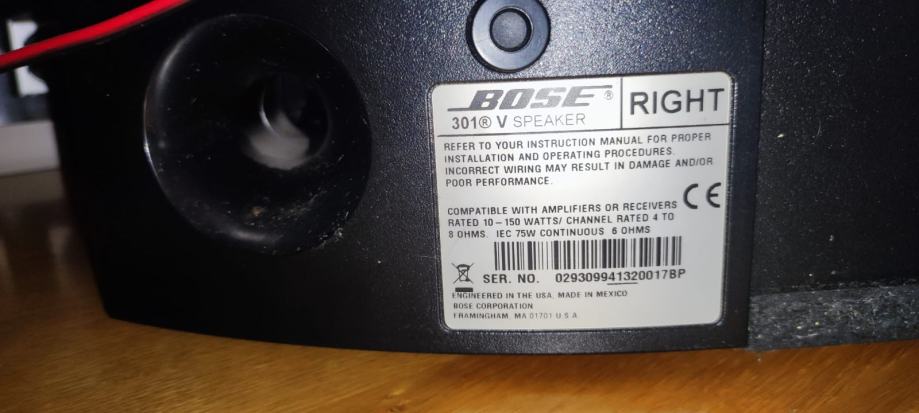 BOSE ® RIGHT
301® V SPEAKER
REFER TO YOUR INSTRUCTION MANUAL FOR PROPER
INSTALLATION AND OPERATING PROCEDURES.
INCORRECT WIRING MAY RESULT IN DAMAGE AND/OR
POOR PERFORMANCE.
CE
COMPATIBLE WITH AMPLIFIERS OR RECEIVERS
RATED 10-150 WATTS/ CHANNEL RATED 4 TO
8 OHMS. IEC 75W CONTINUOUS 6 OHMS
SER. NO. 029309941320017BP
ENGINEERED IN THE USA, MADE IN MEXICO
BOSE CORPORATION
FRAMINGHAM, MA 01701 U.S.A